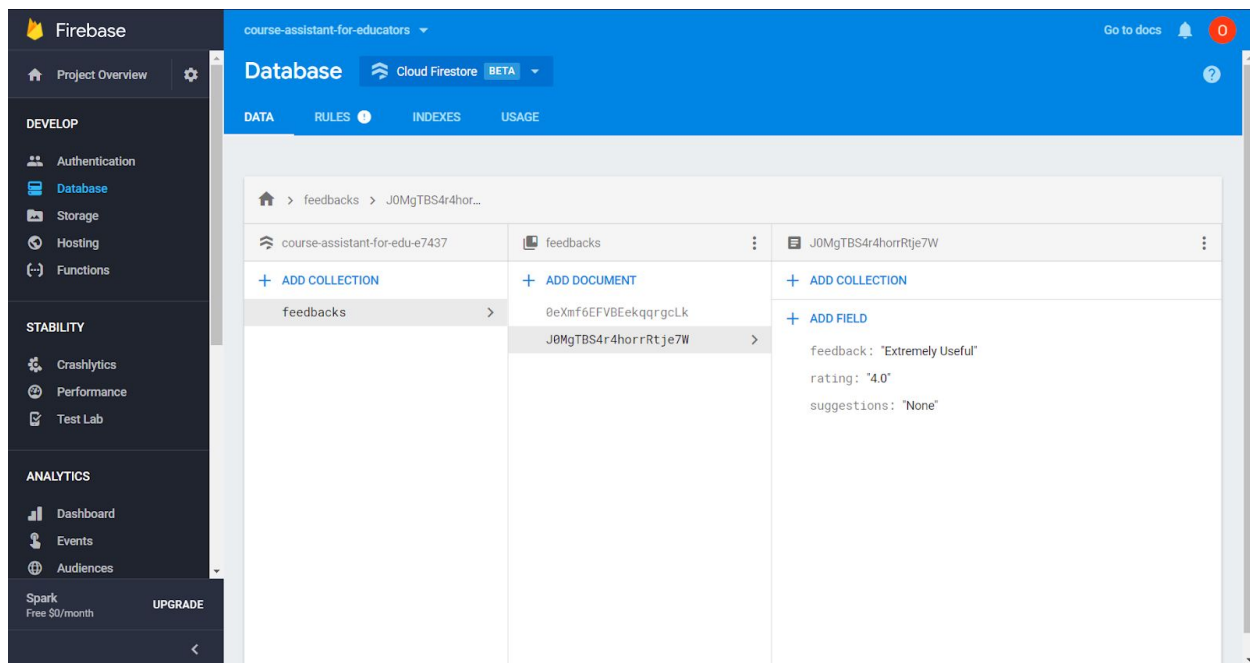 Firebase
Project Overview
DEVELOP
Authentication
Database
Storage
Hosting
Functions
STABILITY
Crashlytics
Performance
Test Lab
ANALYTICS
Dashboard
Events
Audiences
Spark
Free $0/month
UPGRADE
course-assistant-for-educators
Go to docs
O
Database
Cloud Firestore BETA
?
DATA RULES ! INDEXES USAGE
> feedbacks > J0MgTBS4r4hor...
course-assistant-for-edu-e7437
+ ADD COLLECTION
feedbacks
feedbacks
+ ADD DOCUMENT
0eXmf6EFVBEekqqrgcLk
J0MgTBS4r4horrRtje7W
J0MgTBS4r4horrRtje7W
+ ADD COLLECTION
+ ADD FIELD
feedback: "Extremely Useful"
rating: "4.0"
suggestions: "None"